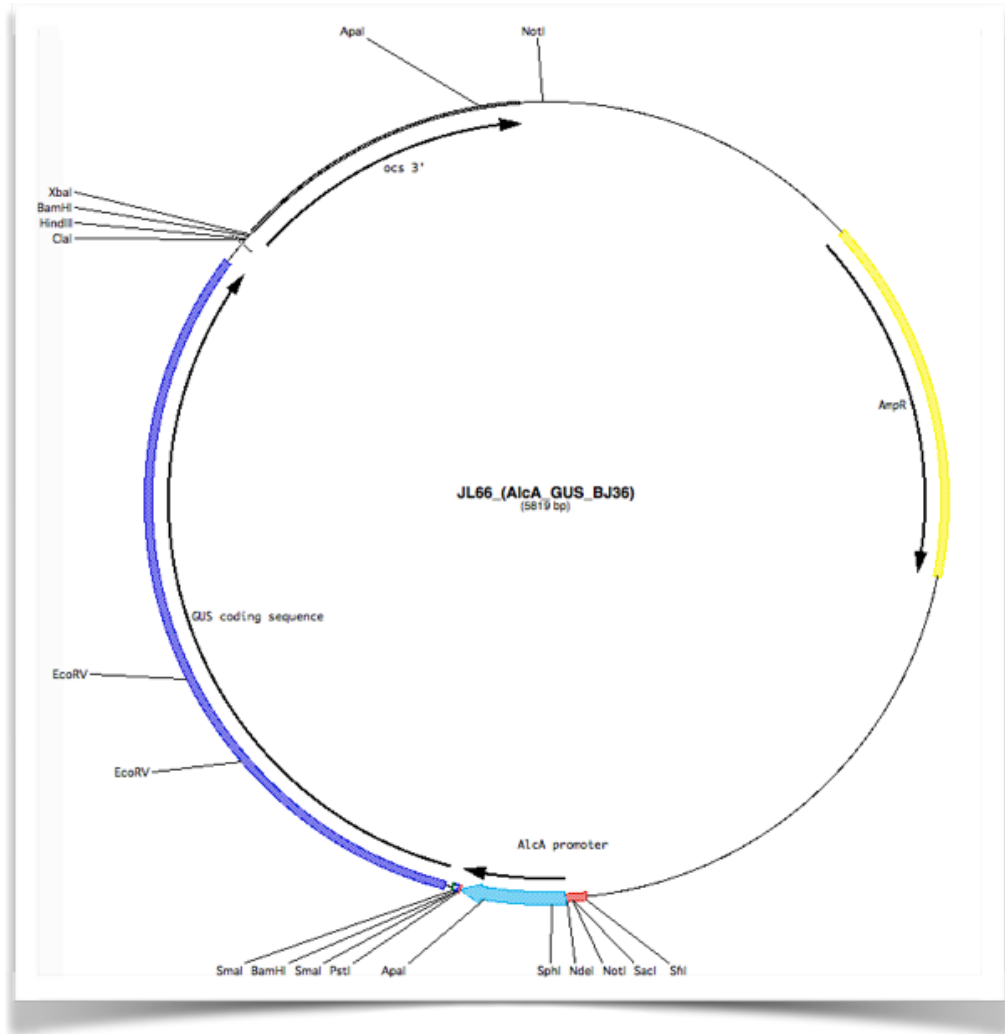 ApaI
NotI
ocs 3'
XbaI
BamHI
HindIII
ClaI
AmpR
JL66_(AlcA_GUS_BJ36)
(5819 bp)
GUS coding sequence
EcoRV
EcoRV
AlcA promoter
SmaI BamHI SmaI PstI ApaI SphI NdeI NotI SacI SfiI